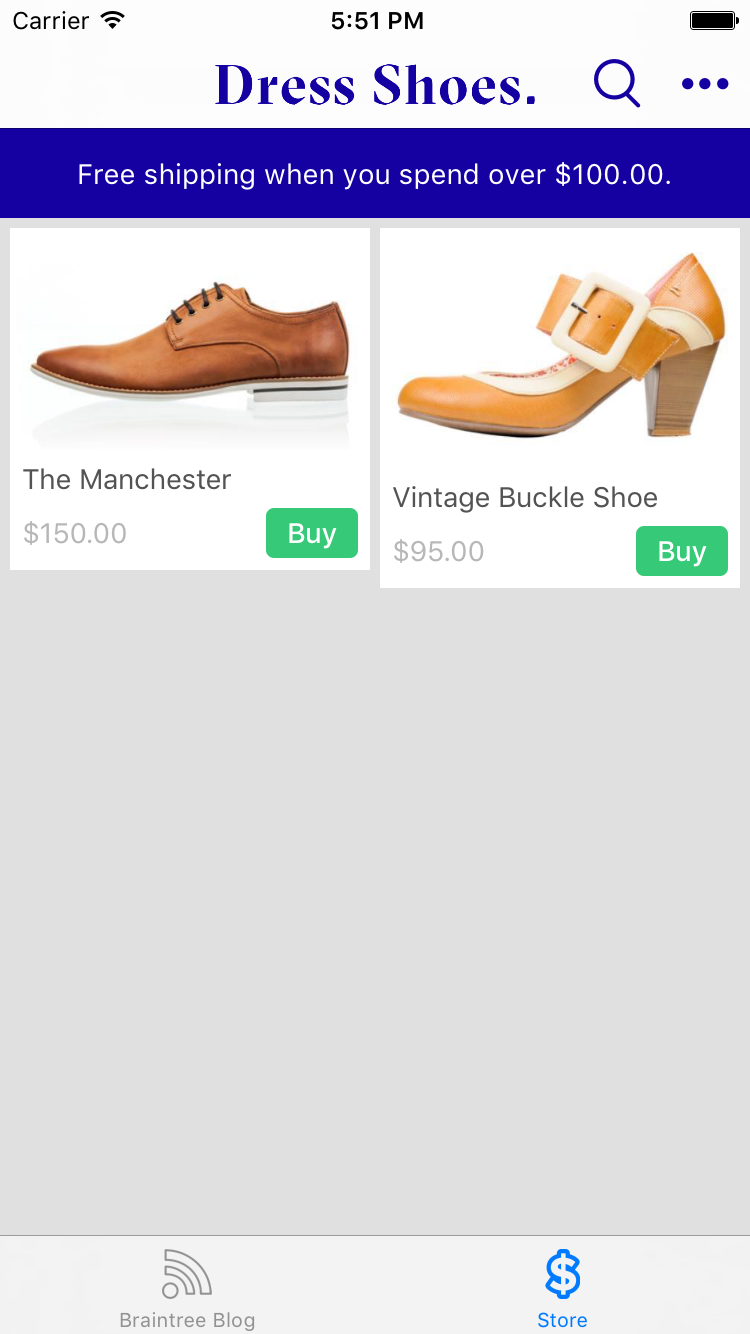 Carrier 5:51 PM
Dress Shoes.
Free shipping when you spend over $100.00.
The Manchester
$150.00 Buy
Vintage Buckle Shoe
$95.00 Buy
Braintree Blog Store